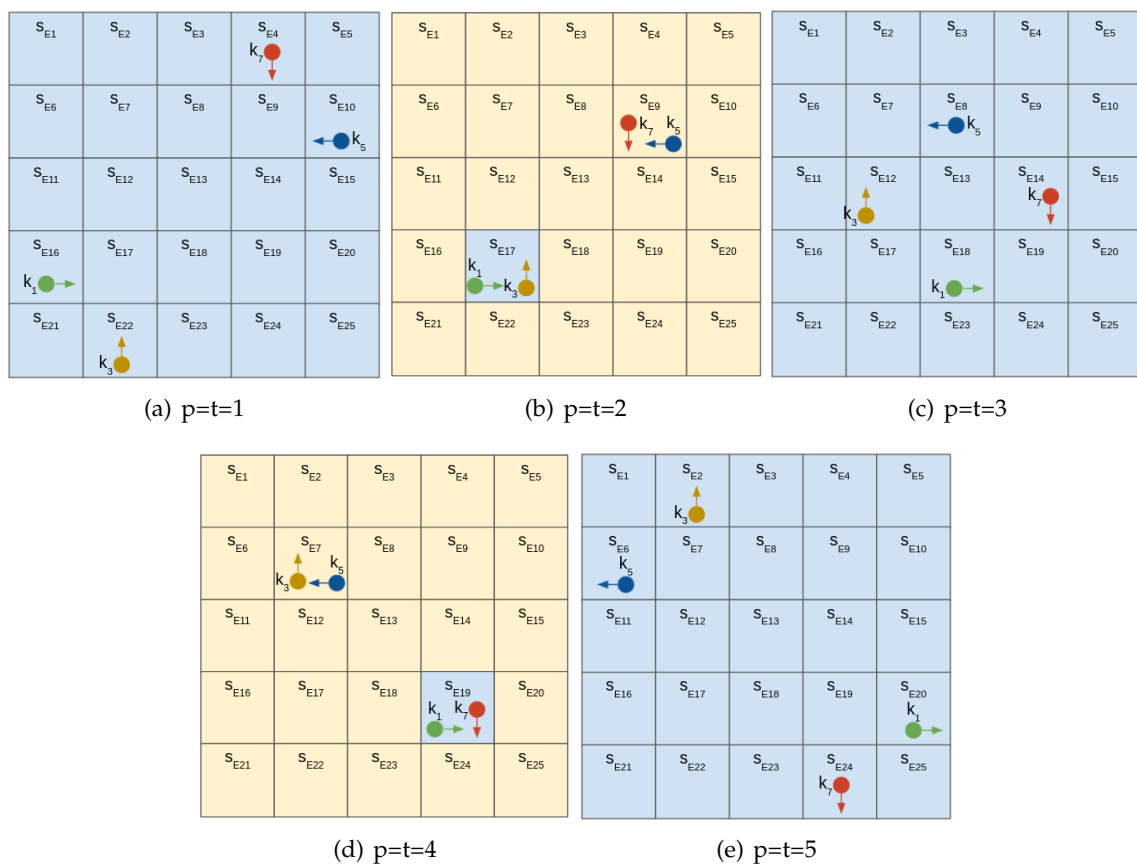 S_E1 S_E2 S_E3 S_E4 S_E5
k_7
S_E6 S_E7 S_E8 S_E9 S_E10
k_5
S_E11 S_E12 S_E13 S_E14 S_E15
S_E16 S_E17 S_E18 S_E19 S_E20
k_1
S_E21 S_E22 S_E23 S_E24 S_E25
k_3
(a) p=t=1
S_E1 S_E2 S_E3 S_E4 S_E5
S_E6 S_E7 S_E8 S_E9 S_E10
k_7 k_5
S_E11 S_E12 S_E13 S_E14 S_E15
S_E16 S_E17 S_E18 S_E19 S_E20
k_1 k_3
S_E21 S_E22 S_E23 S_E24 S_E25
(b) p=t=2
S_E1 S_E2 S_E3 S_E4 S_E5
S_E6 S_E7 S_E8 S_E9 S_E10
k_5
S_E11 S_E12 S_E13 S_E14 S_E15
k_3 k_7
S_E16 S_E17 S_E18 S_E19 S_E20
k_1
S_E21 S_E22 S_E23 S_E24 S_E25
(c) p=t=3
S_E1 S_E2 S_E3 S_E4 S_E5
S_E6 S_E7 S_E8 S_E9 S_E10
k_3 k_5
S_E11 S_E12 S_E13 S_E14 S_E15
S_E16 S_E17 S_E18 S_E19 S_E20
k_1 k_7
S_E21 S_E22 S_E23 S_E24 S_E25
(d) p=t=4
S_E1 S_E2 S_E3 S_E4 S_E5
k_3
S_E6 S_E7 S_E8 S_E9 S_E10
k_5
S_E11 S_E12 S_E13 S_E14 S_E15
S_E16 S_E17 S_E18 S_E19 S_E20
k_1
S_E21 S_E22 S_E23 S_E24 S_E25
k_7
(e) p=t=5